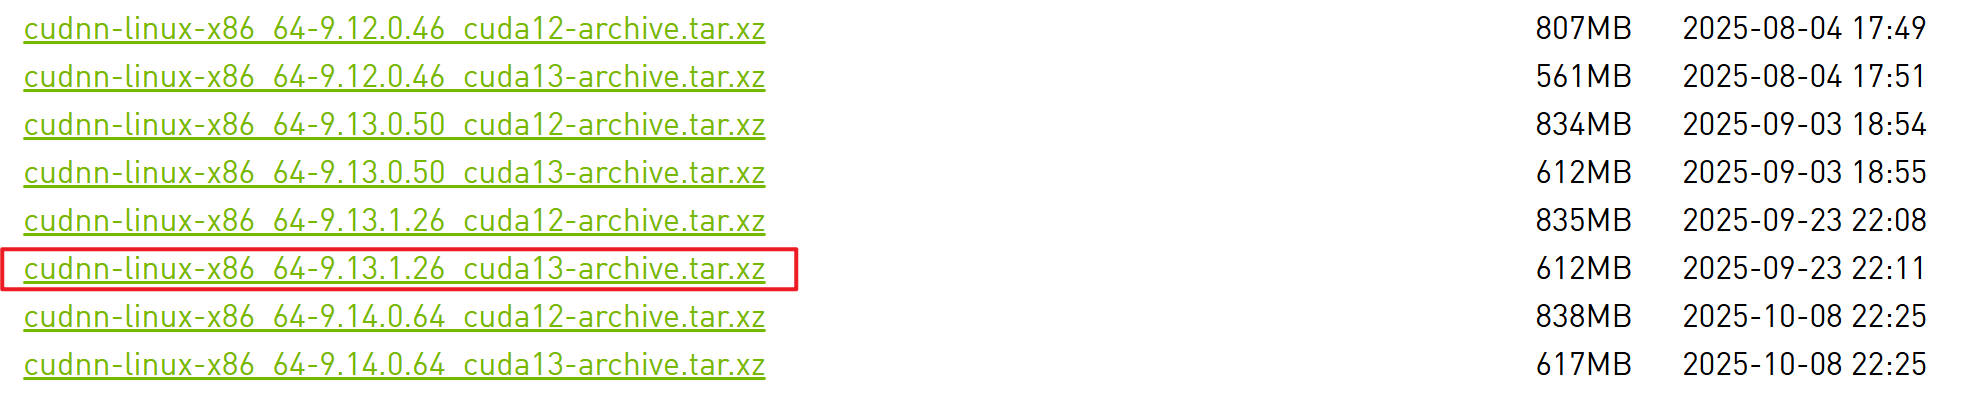 cudnn-linux-x86_64-9.12.0.46_cuda12-archive.tar.xz 807MB 2025-08-04 17:49
cudnn-linux-x86_64-9.12.0.46_cuda13-archive.tar.xz 561MB 2025-08-04 17:51
cudnn-linux-x86_64-9.13.0.50_cuda12-archive.tar.xz 834MB 2025-09-03 18:54
cudnn-linux-x86_64-9.13.0.50_cuda13-archive.tar.xz 612MB 2025-09-03 18:55
cudnn-linux-x86_64-9.13.1.26_cuda12-archive.tar.xz 835MB 2025-09-23 22:08
cudnn-linux-x86_64-9.13.1.26_cuda13-archive.tar.xz 612MB 2025-09-23 22:11
cudnn-linux-x86_64-9.14.0.64_cuda12-archive.tar.xz 838MB 2025-10-08 22:25
cudnn-linux-x86_64-9.14.0.64_cuda13-archive.tar.xz 617MB 2025-10-08 22:25